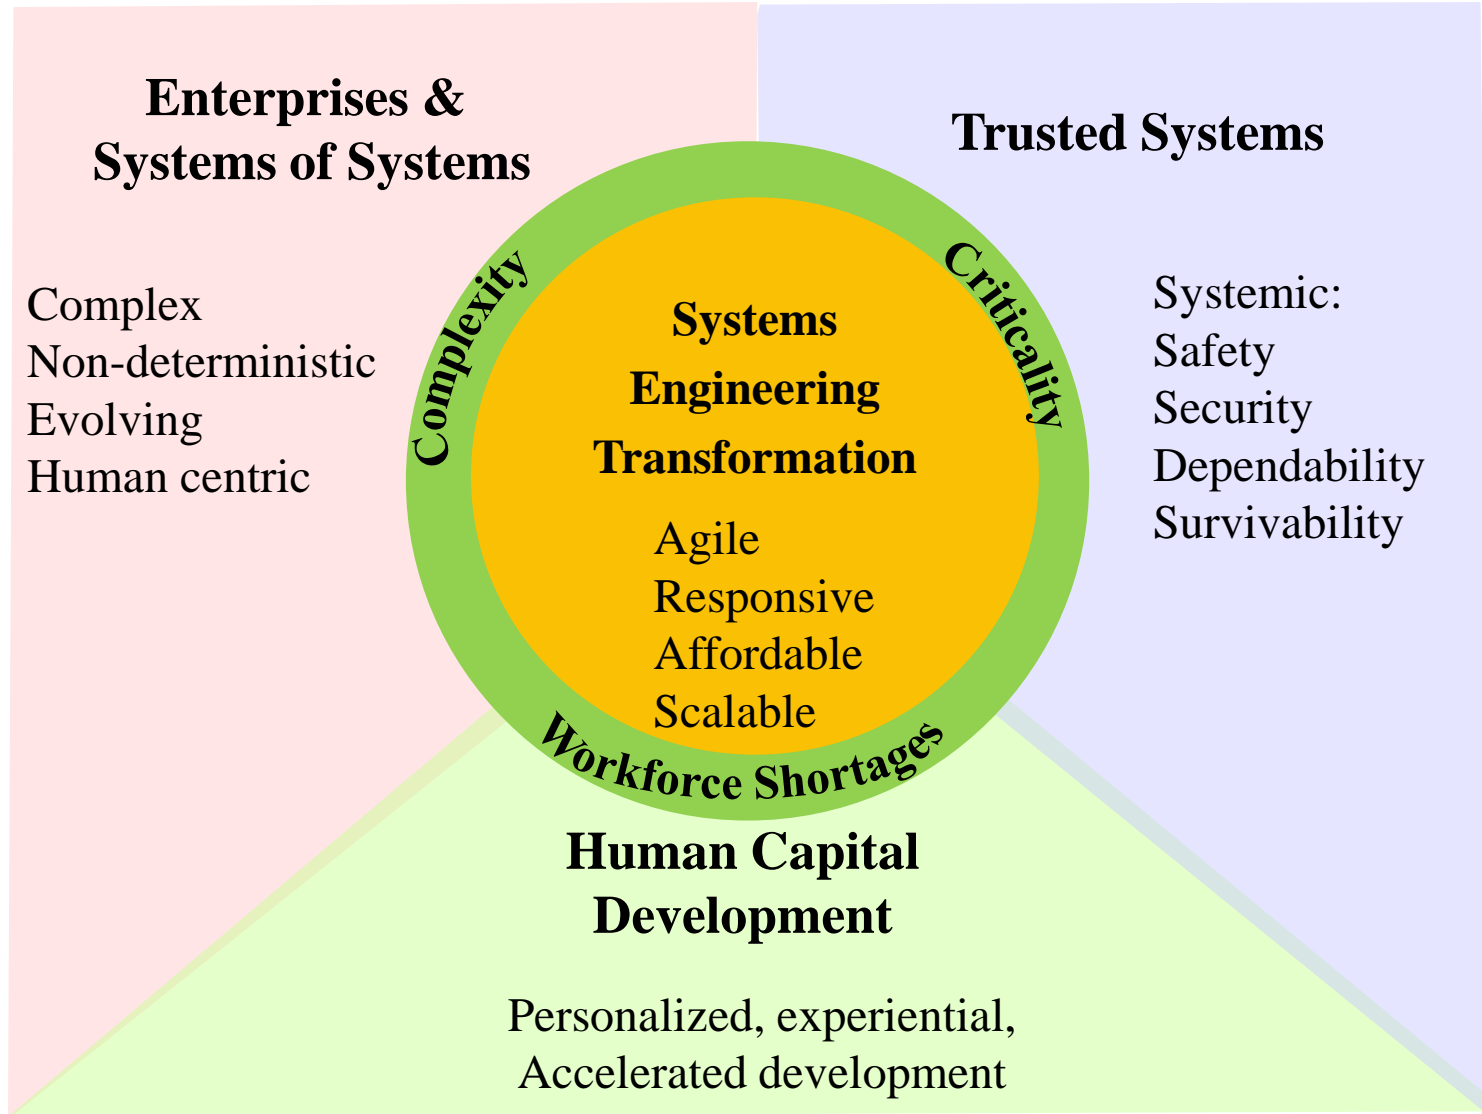 Enterprises &
Systems of Systems
Complex
Non-deterministic
Evolving
Human centric
Trusted Systems
Systemic:
Safety
Security
Dependability
Survivability
Complexity
Criticality
Workforce Shortages
Systems
Engineering
Transformation
Agile
Responsive
Affordable
Scalable
Human Capital
Development
Personalized, experiential,
Accelerated development